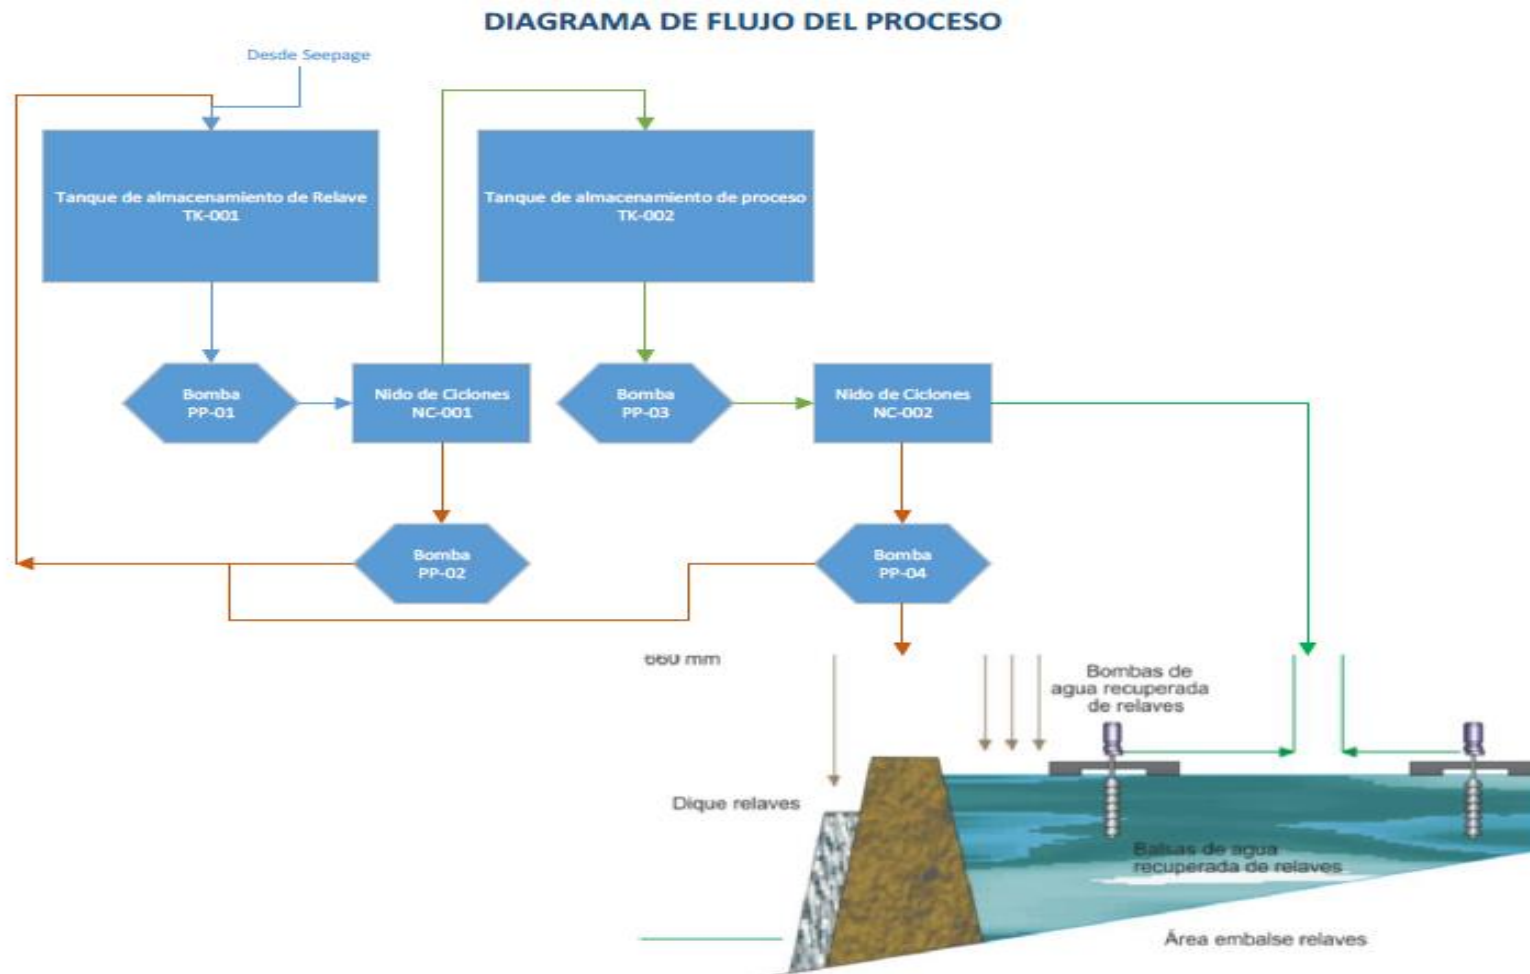 DIAGRAMA DE FLUJO DEL PROCESO
Desde Seepage
Tanque de almacenamiento de Relave
TK-001
Tanque de almacenamiento de proceso
TK-002
Bomba
PP-01
Nido de Ciclones
NC-001
Bomba
PP-03
Nido de Ciclones
NC-002
Bomba
PP-02
Bomba
PP-04
660 mm
Bombas de
agua recuperada
de relaves
Dique relaves
Balsas de agua
recuperada de relaves
Área embalse relaves